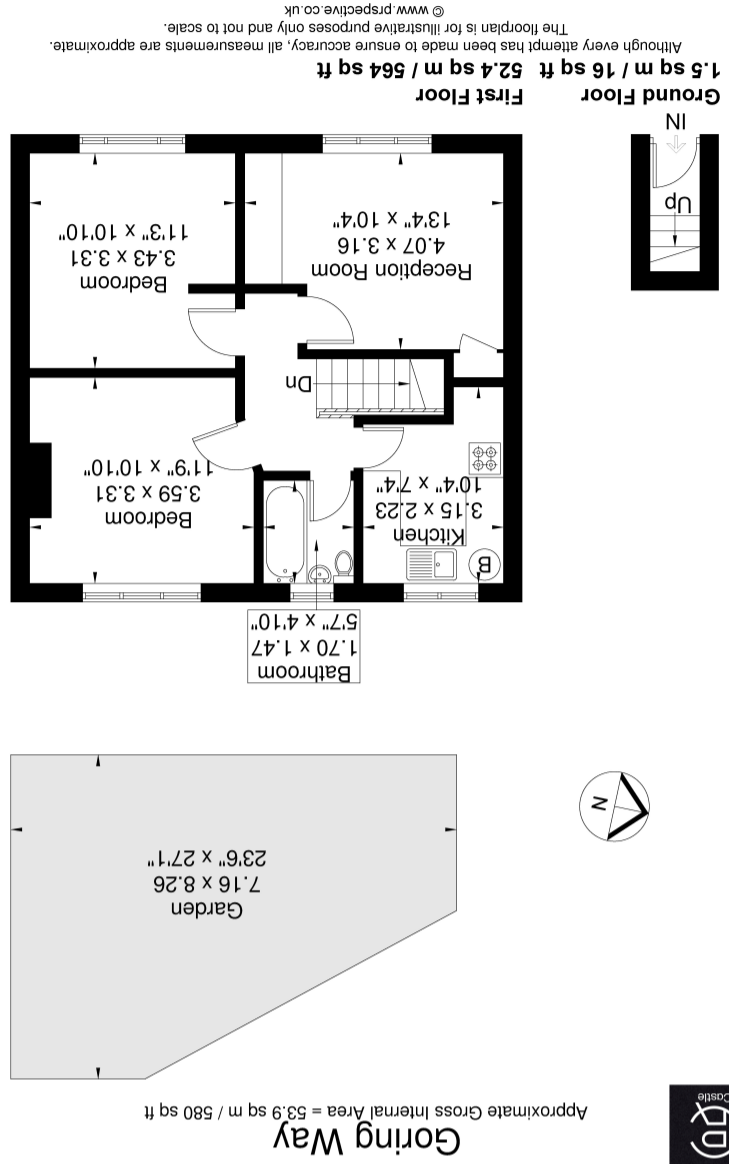 Castle
Goring Way
Approximate Gross Internal Area = 53.9 sq m / 580 sq ft
Garden
7.16 x 8.26
23'6" x 27'1"
N
Bathroom
1.70 x 1.47
5'7" x 4'10"
B
Kitchen
3.15 x 2.23
10'4" x 7'4"
Bedroom
3.59 x 3.31
11'9" x 10'10"
Dn
Reception Room
4.07 x 3.16
13'4" x 10'4"
Bedroom
3.43 x 3.31
11'3" x 10'10"
Up
IN
Ground Floor
1.5 sq m / 16 sq ft
First Floor
52.4 sq m / 564 sq ft
Although every attempt has been made to ensure accuracy, all measurements are approximate.
The floorplan is for illustrative purposes only and not to scale.
© www.prspective.co.uk